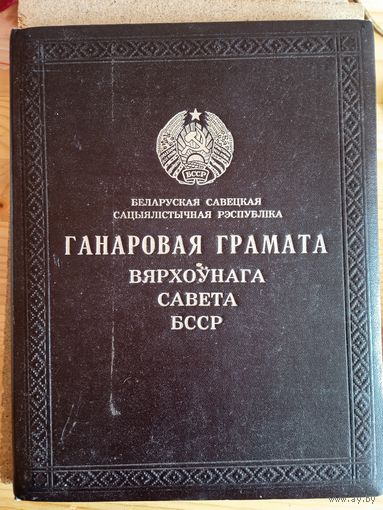 БССР
БЕЛАРУСКАЯ САВЕЦКАЯ
САЦЫЯЛІСТЫЧНАЯ РЭСПУБЛІКА
ГАНАРОВАЯ ГРАМАТА
ВЯРХОЎНАГА
САВЕТА
БССР
www.ay.by